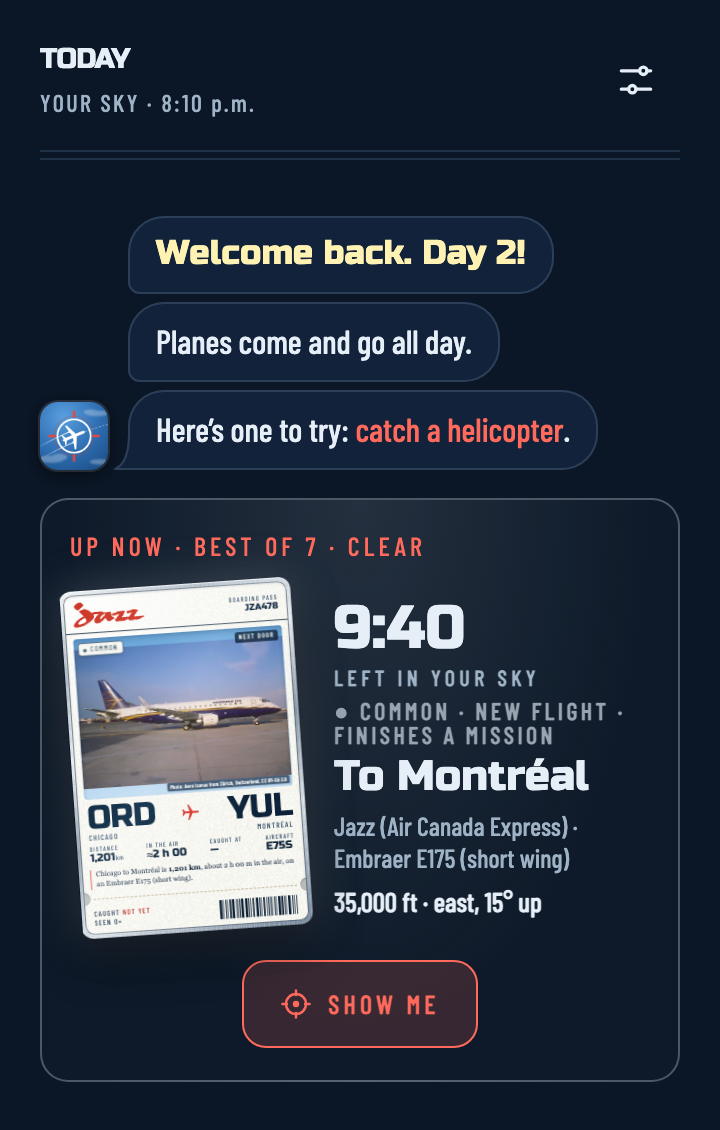 TODAY
YOUR SKY · 8:10 p.m.
Welcome back. Day 2!
Planes come and go all day.
Here's one to try: catch a helicopter.
UP NOW · BEST OF 7 · CLEAR
Jazz
BOARDING PASS
JZA478
COMMON
NEXT DOOR
ORD YUL
CHICAGO
MONTRÉAL
DISTANCE
1,201km
IN THE AIR
≈2 h 00
CAUGHT AT
—
AIRCRAFT
E75S
Chicago to Montréal is 1,201 km, about 2 h 00 m in the air, on
an Embraer E175 (short wing).
CAUGHT NOT YET
SEEN 0×
9:40
LEFT IN YOUR SKY
● COMMON · NEW FLIGHT ·
FINISHES A MISSION
To Montréal
Jazz (Air Canada Express) ·
Embraer E175 (short wing)
35,000 ft · east, 15° up
SHOW ME